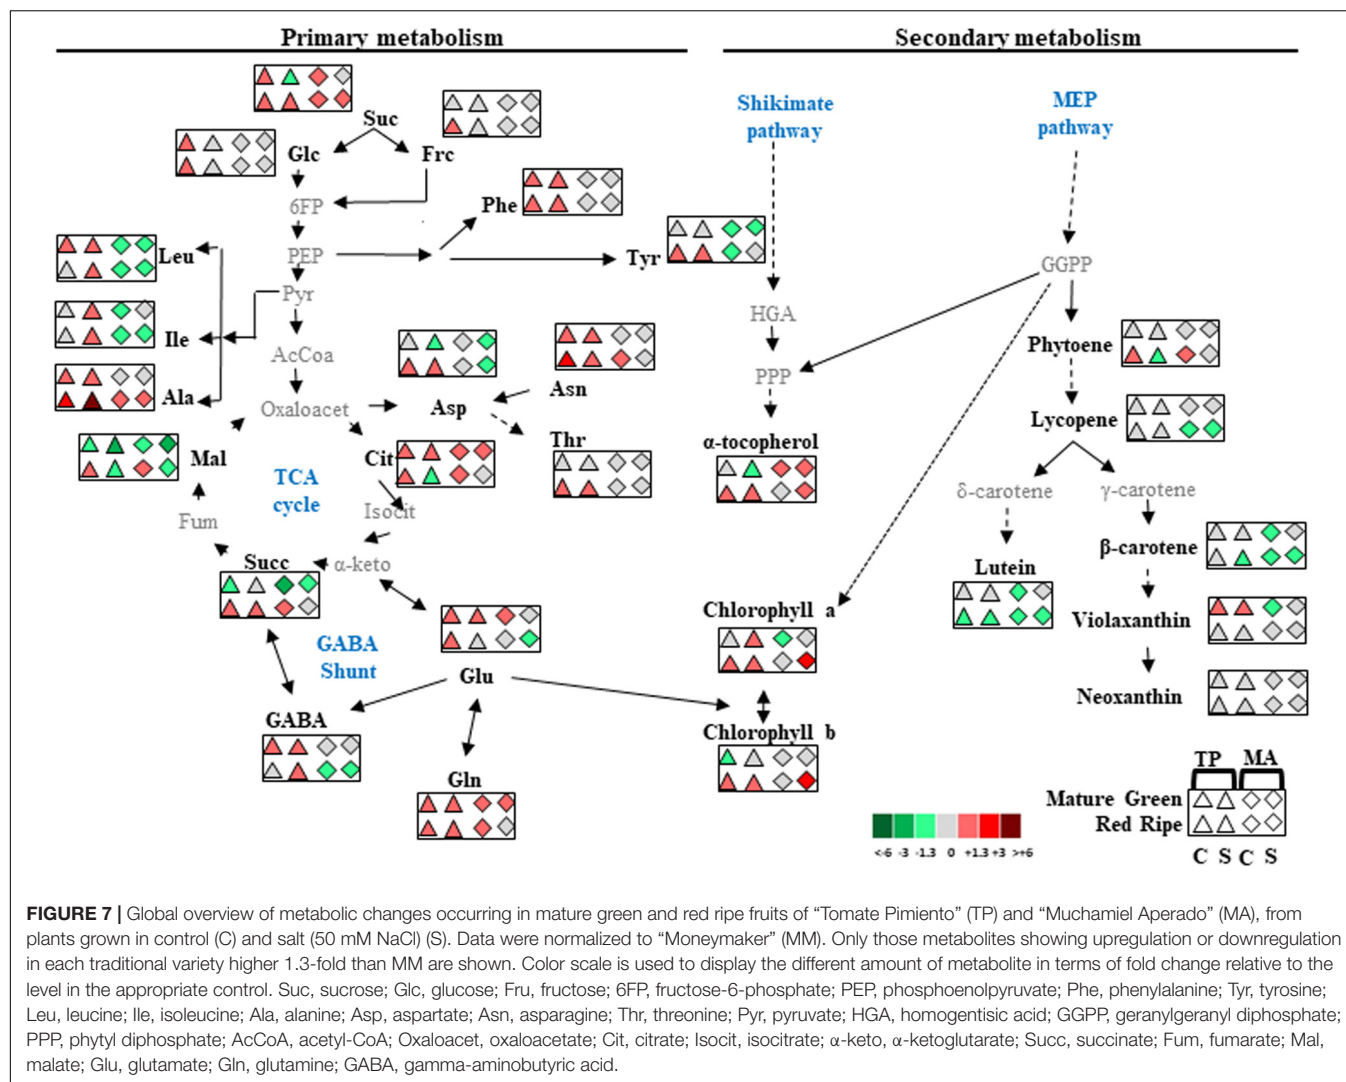 Primary metabolism
Secondary metabolism
Suc
Glc
Frc
6FP
Phe
PEP
Tyr
Leu
Pyr
Ile
AcCoa
Ala
Oxaloacet
Asp
Asn
Thr
Mal
Cit
TCA
cycle
Isocit
Fum
Succ
α-keto
GABA
Shunt
Glu
GABA
Gln
Shikimate
pathway
MEP
pathway
GGPP
HGA
Phytoene
PPP
Lycopene
α-tocopherol
δ-carotene
γ-carotene
β-carotene
Lutein
Chlorophyll a
Violaxanthin
Neoxanthin
Chlorophyll b
TP MA
Mature Green
Red Ripe
C S C S
<-6 -3 -1.3 0 +1.3 +3 >+6
FIGURE 7 | Global overview of metabolic changes occurring in mature green and red ripe fruits of “Tomate Pimiento” (TP) and “Muchamiel Aperado” (MA), from
plants grown in control (C) and salt (50 mM NaCl) (S). Data were normalized to “Moneymaker” (MM). Only those metabolites showing upregulation or downregulation
in each traditional variety higher 1.3-fold than MM are shown. Color scale is used to display the different amount of metabolite in terms of fold change relative to the
level in the appropriate control. Suc, sucrose; Glc, glucose; Fru, fructose; 6FP, fructose-6-phosphate; PEP, phosphoenolpyruvate; Phe, phenylalanine; Tyr, tyrosine;
Leu, leucine; Ile, isoleucine; Ala, alanine; Asp, aspartate; Asn, asparagine; Thr, threonine; Pyr, pyruvate; HGA, homogentisic acid; GGPP, geranylgeranyl diphosphate;
PPP, phytyl diphosphate; AcCoA, acetyl-CoA; Oxaloacet, oxaloacetate; Cit, citrate; Isocit, isocitrate; α-keto, α-ketoglutarate; Succ, succinate; Fum, fumarate; Mal,
malate; Glu, glutamate; Gln, glutamine; GABA, gamma-aminobutyric acid.